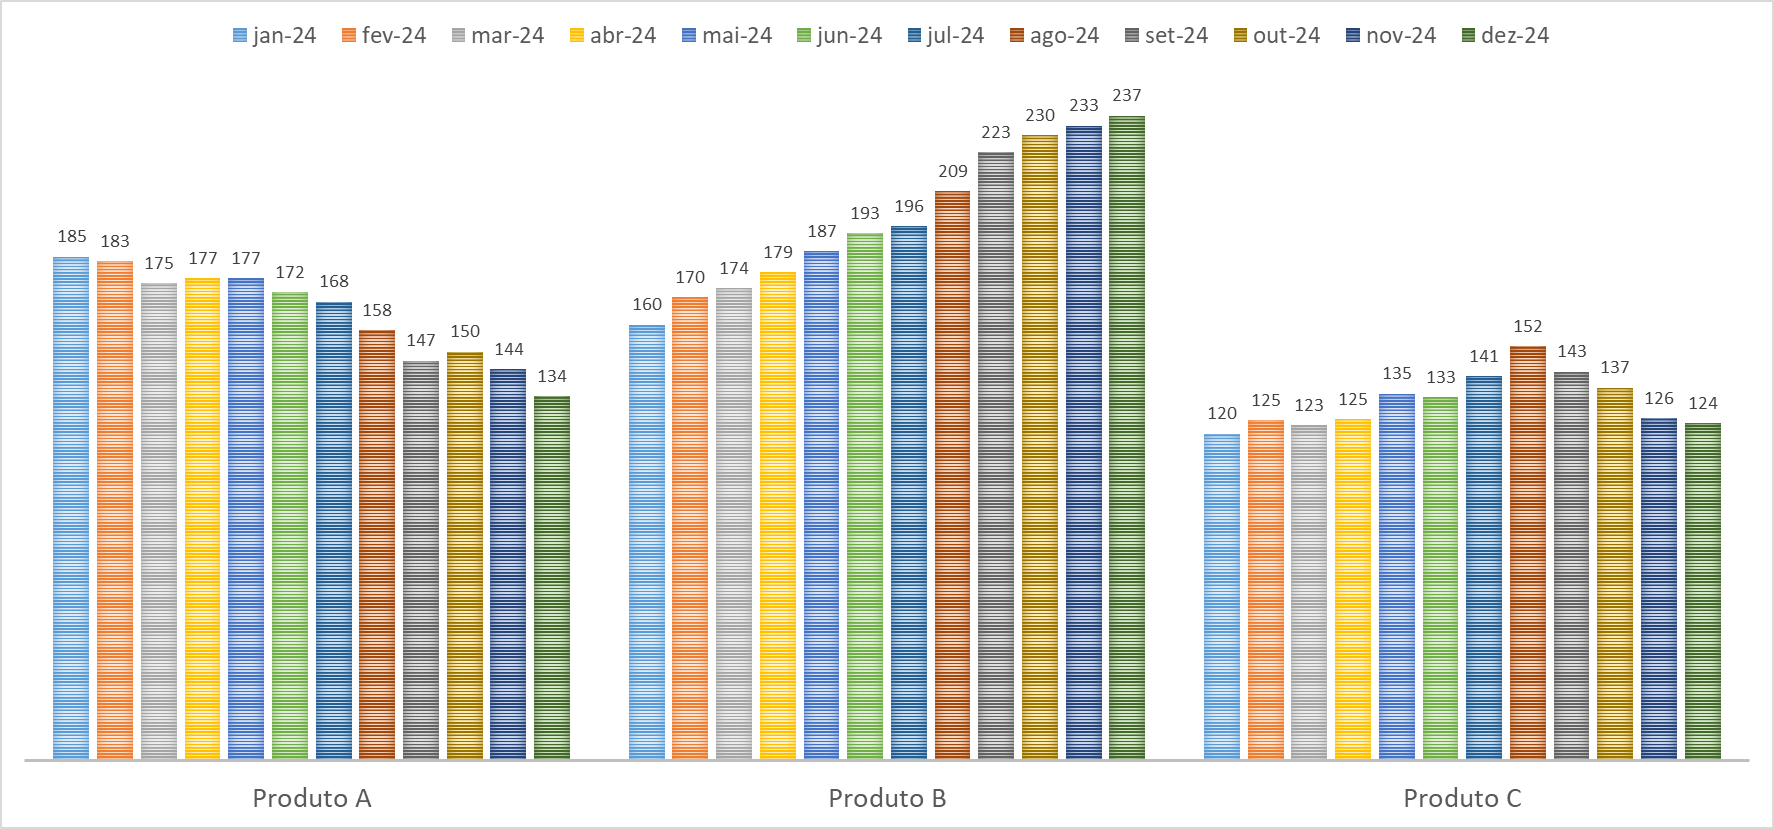 jan-24 fev-24 mar-24 abr-24 mai-24 jun-24 jul-24 ago-24 set-24 out-24 nov-24 dez-24
185 183 175 177 177 172 168 158 147 150 144 134
160 170 174 179 187 193 196 209 223 230 233 237
120 125 123 125 135 133 141 152 143 137 126 124
Produto A Produto B Produto C